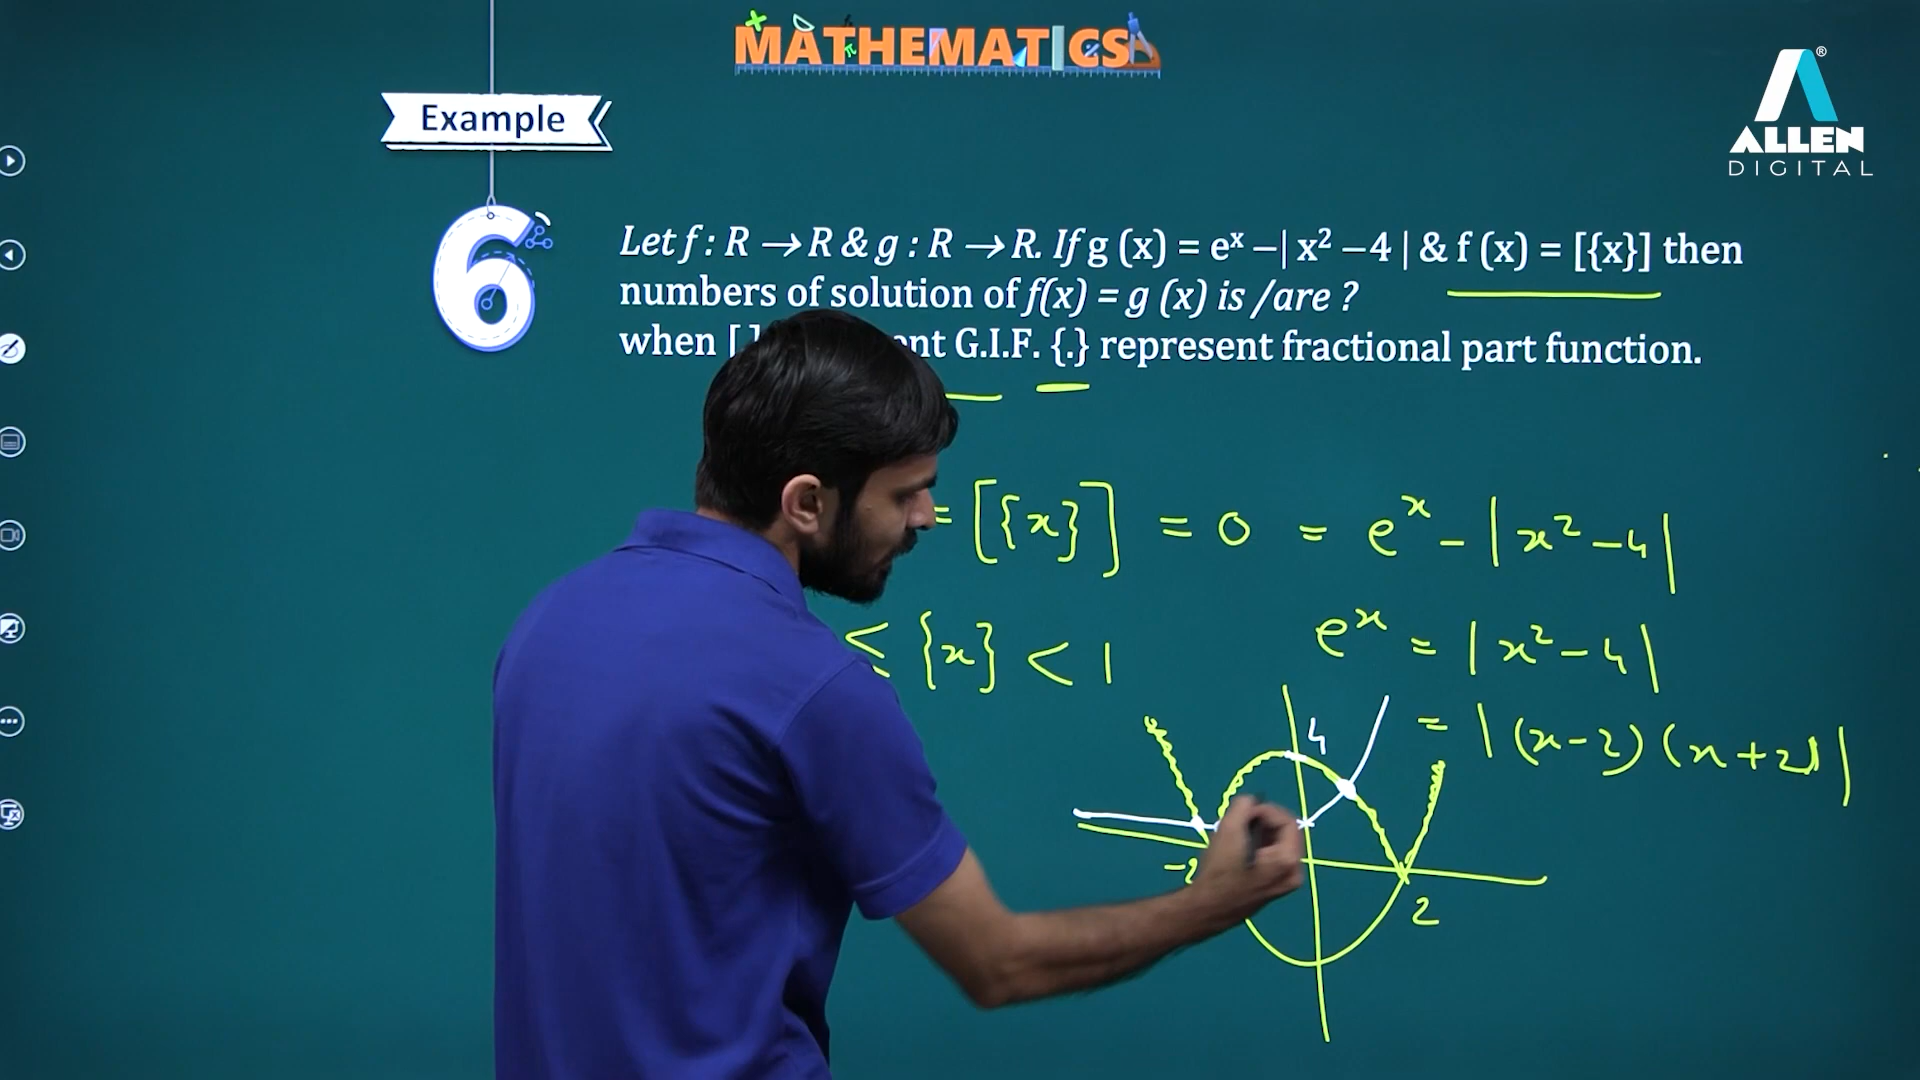 MATHEMATICS
ALLEN
DIGITAL
Example
6
Let f : R → R & g : R → R. If g (x) = eˣ −| x² −4 | & f (x) = [{x}] then
numbers of solution of f(x) = g (x) is /are ?
when [ nt G.I.F. {.} represent fractional part function.
= [{x}] = 0 = eˣ - |x² - 4|
≤ {x} < 1
eˣ = |x² - 4|
= |(x-2)(x+2)|
4
-2
2